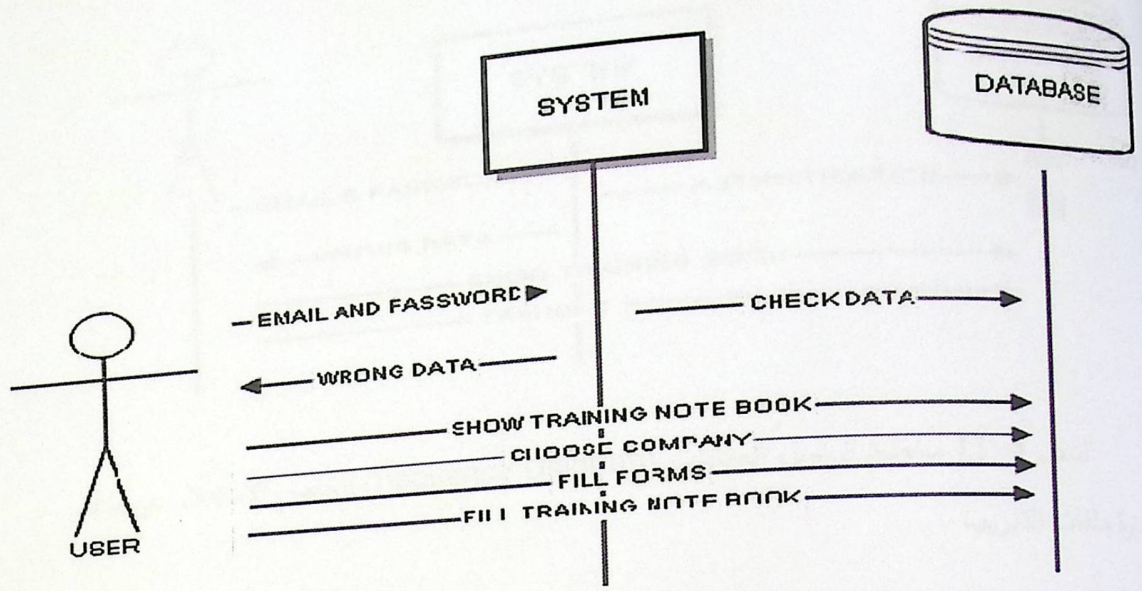 SYSTEM
DATABASE
EMAIL AND FASSWORD
CHECK DATA
WRONG DATA
SHOW TRAINING NOTE BOOK
CHOOSE COMPANY
FILL FORMS
FILL TRAINING NOTE BOOK
USER